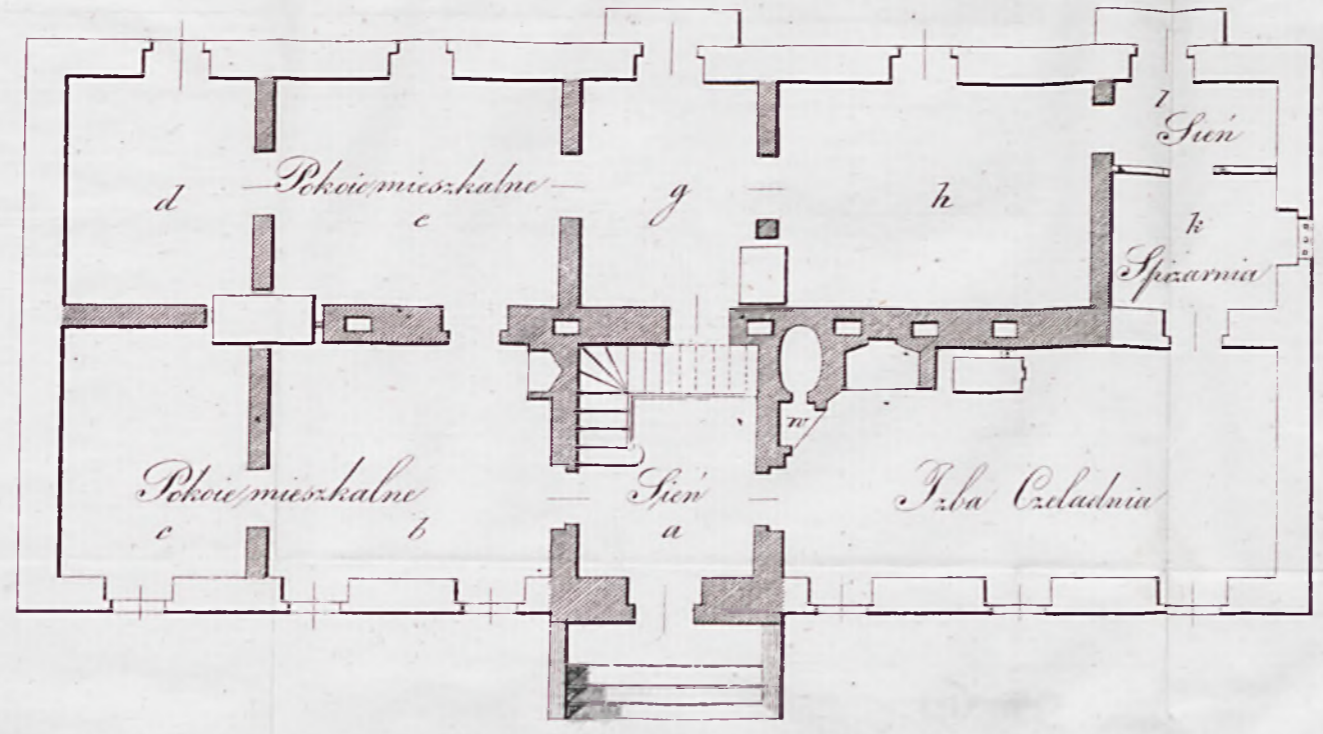 l
Sień
d
Pokoie mieszkalne
e
g
h
k
Spiżarnia
w
Pokoie mieszkalne
c
b
Sień
a
Izba Czeladnia